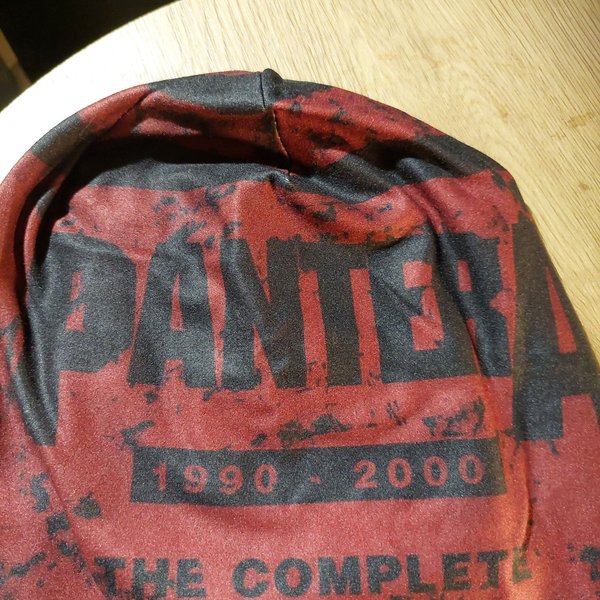 PANTERA
1990 - 2000
THE COMPLETE